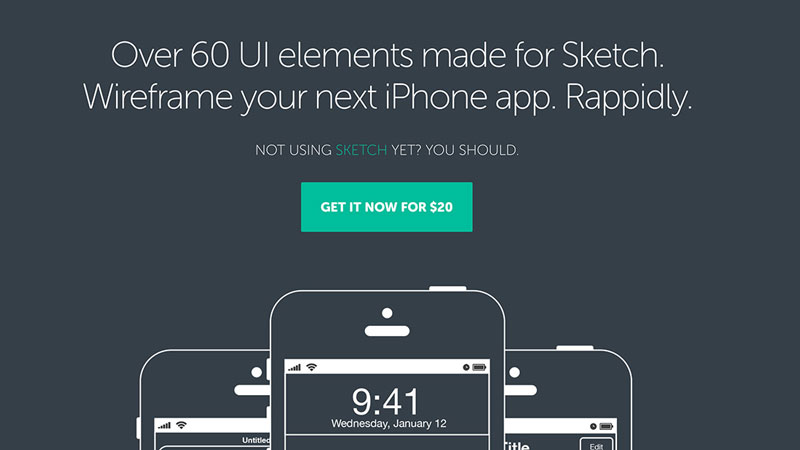 Over 60 UI elements made for Sketch.
Wireframe your next iPhone app. Rappidly.
NOT USING SKETCH YET? YOU SHOULD.
GET IT NOW FOR $20
9:41
Wednesday, January 12
Untitled
Title
Edit